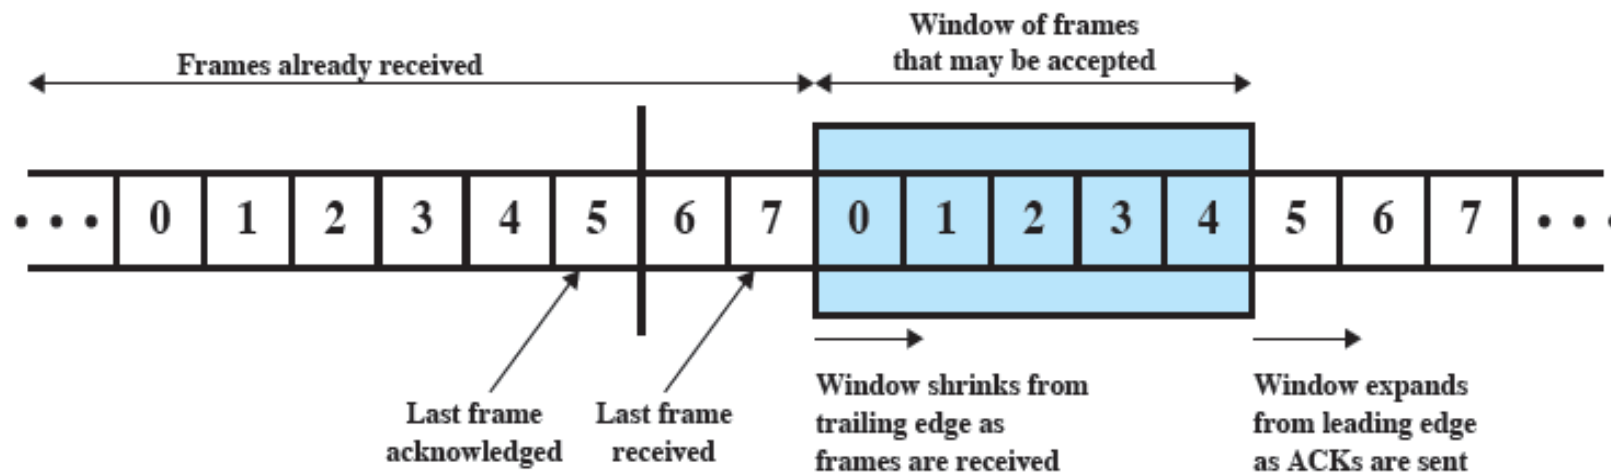 Frames already received
Window of frames
that may be accepted
• • • 0 1 2 3 4 5 6 7 0 1 2 3 4 5 6 7 • • •
Last frame
acknowledged
Last frame
received
Window shrinks from
trailing edge as
frames are received
Window expands
from leading edge
as ACKs are sent